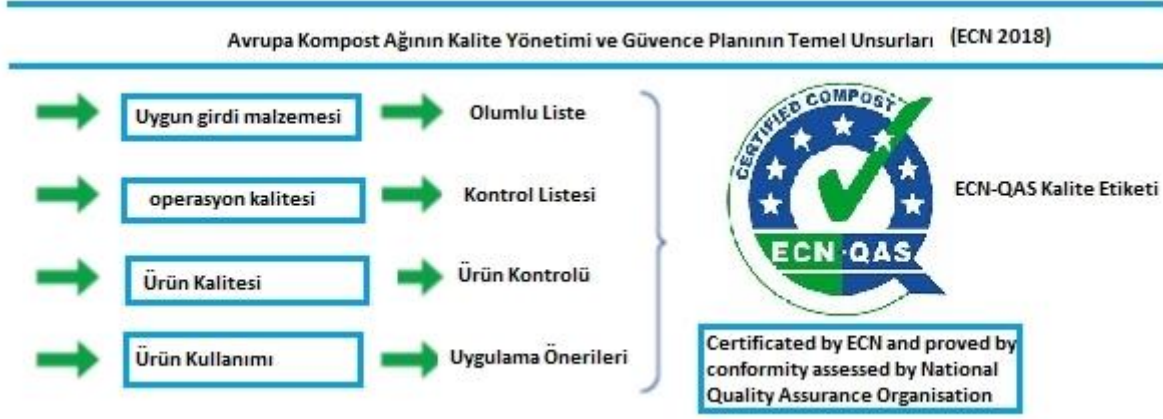 Avrupa Kompost Ağının Kalite Yönetimi ve Güvence Planının Temel Unsurları (ECN 2018)
Uygun girdi malzemesi
Olumlu Liste
operasyon kalitesi
Kontrol Listesi
Ürün Kalitesi
Ürün Kontrolü
Ürün Kullanımı
Uygulama Önerileri
CERTIFIED COMPOST
ECN-QAS
ECN-QAS Kalite Etiketi
Certificated by ECN and proved by
conformity assessed by National
Quality Assurance Organisation